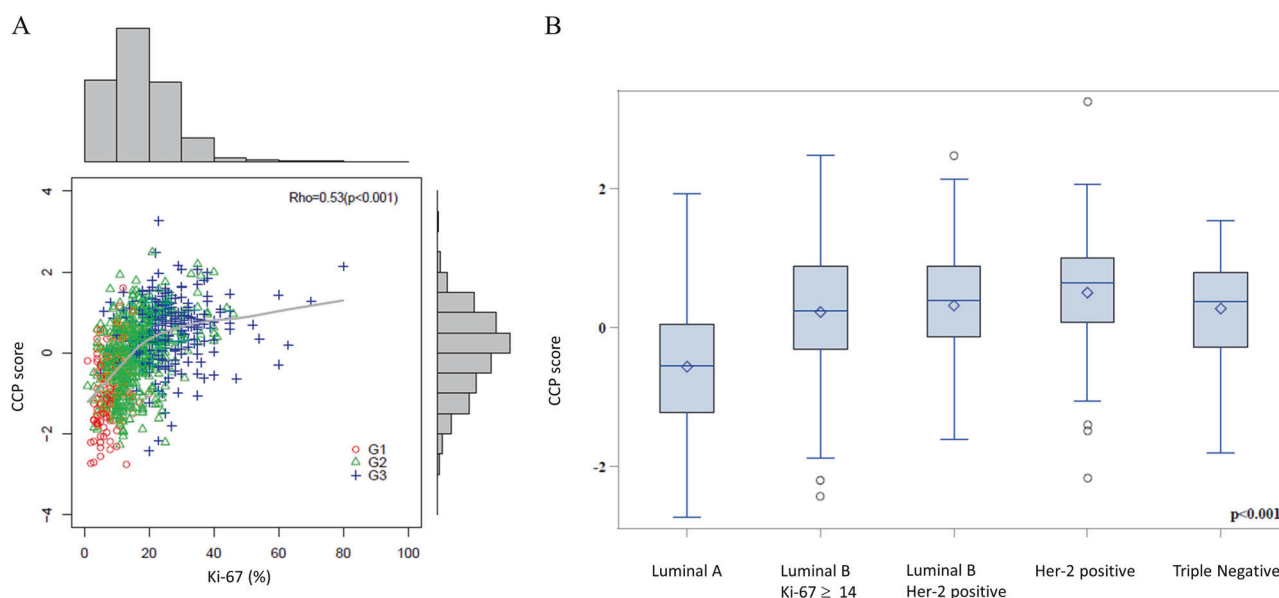 A
B
4
2
0
-2
-4
CCP score
Rho=0.53(p<0.001)
G1
G2
G3
0
20
40
60
80
100
Ki-67 (%)
2
0
-2
CCP score
p<0.001
Luminal A
Luminal B
Ki-67 ≥ 14
Luminal B
Her-2 positive
Her-2 positive
Triple Negative